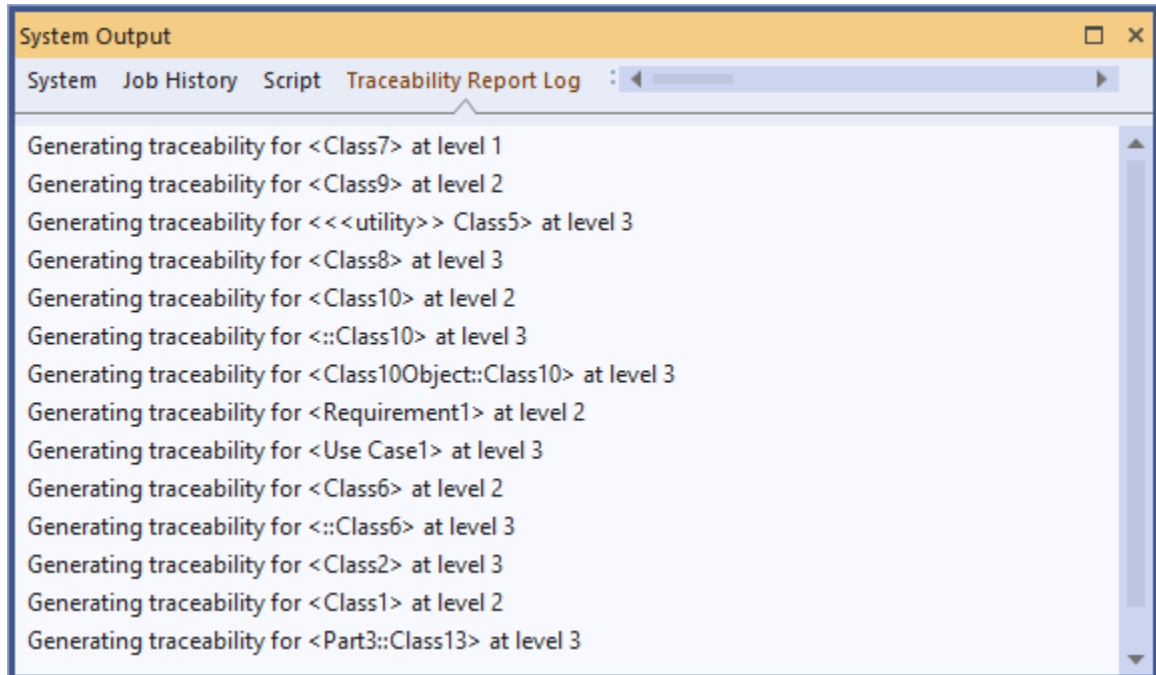 System Output
System Job History Script Traceability Report Log
Generating traceability for <Class7> at level 1
Generating traceability for <Class9> at level 2
Generating traceability for <<<utility>> Class5> at level 3
Generating traceability for <Class8> at level 3
Generating traceability for <Class10> at level 2
Generating traceability for <::Class10> at level 3
Generating traceability for <Class10Object::Class10> at level 3
Generating traceability for <Requirement1> at level 2
Generating traceability for <Use Case1> at level 3
Generating traceability for <Class6> at level 2
Generating traceability for <::Class6> at level 3
Generating traceability for <Class2> at level 3
Generating traceability for <Class1> at level 2
Generating traceability for <Part3::Class13> at level 3